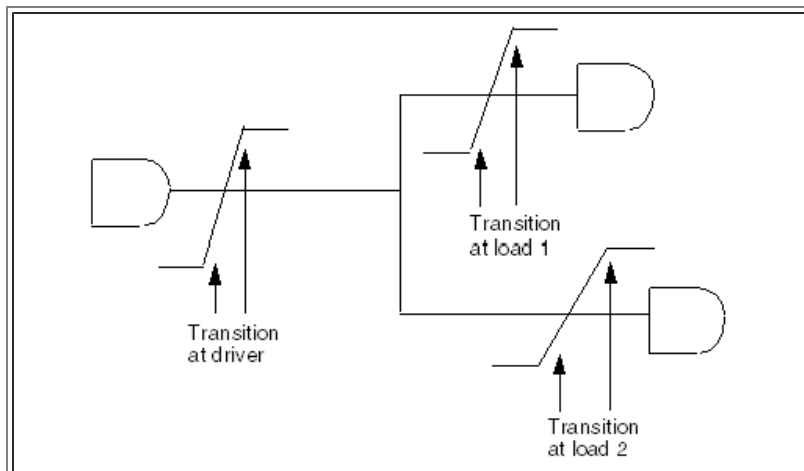 Transition
at driver
Transition
at load 1
Transition
at load 2